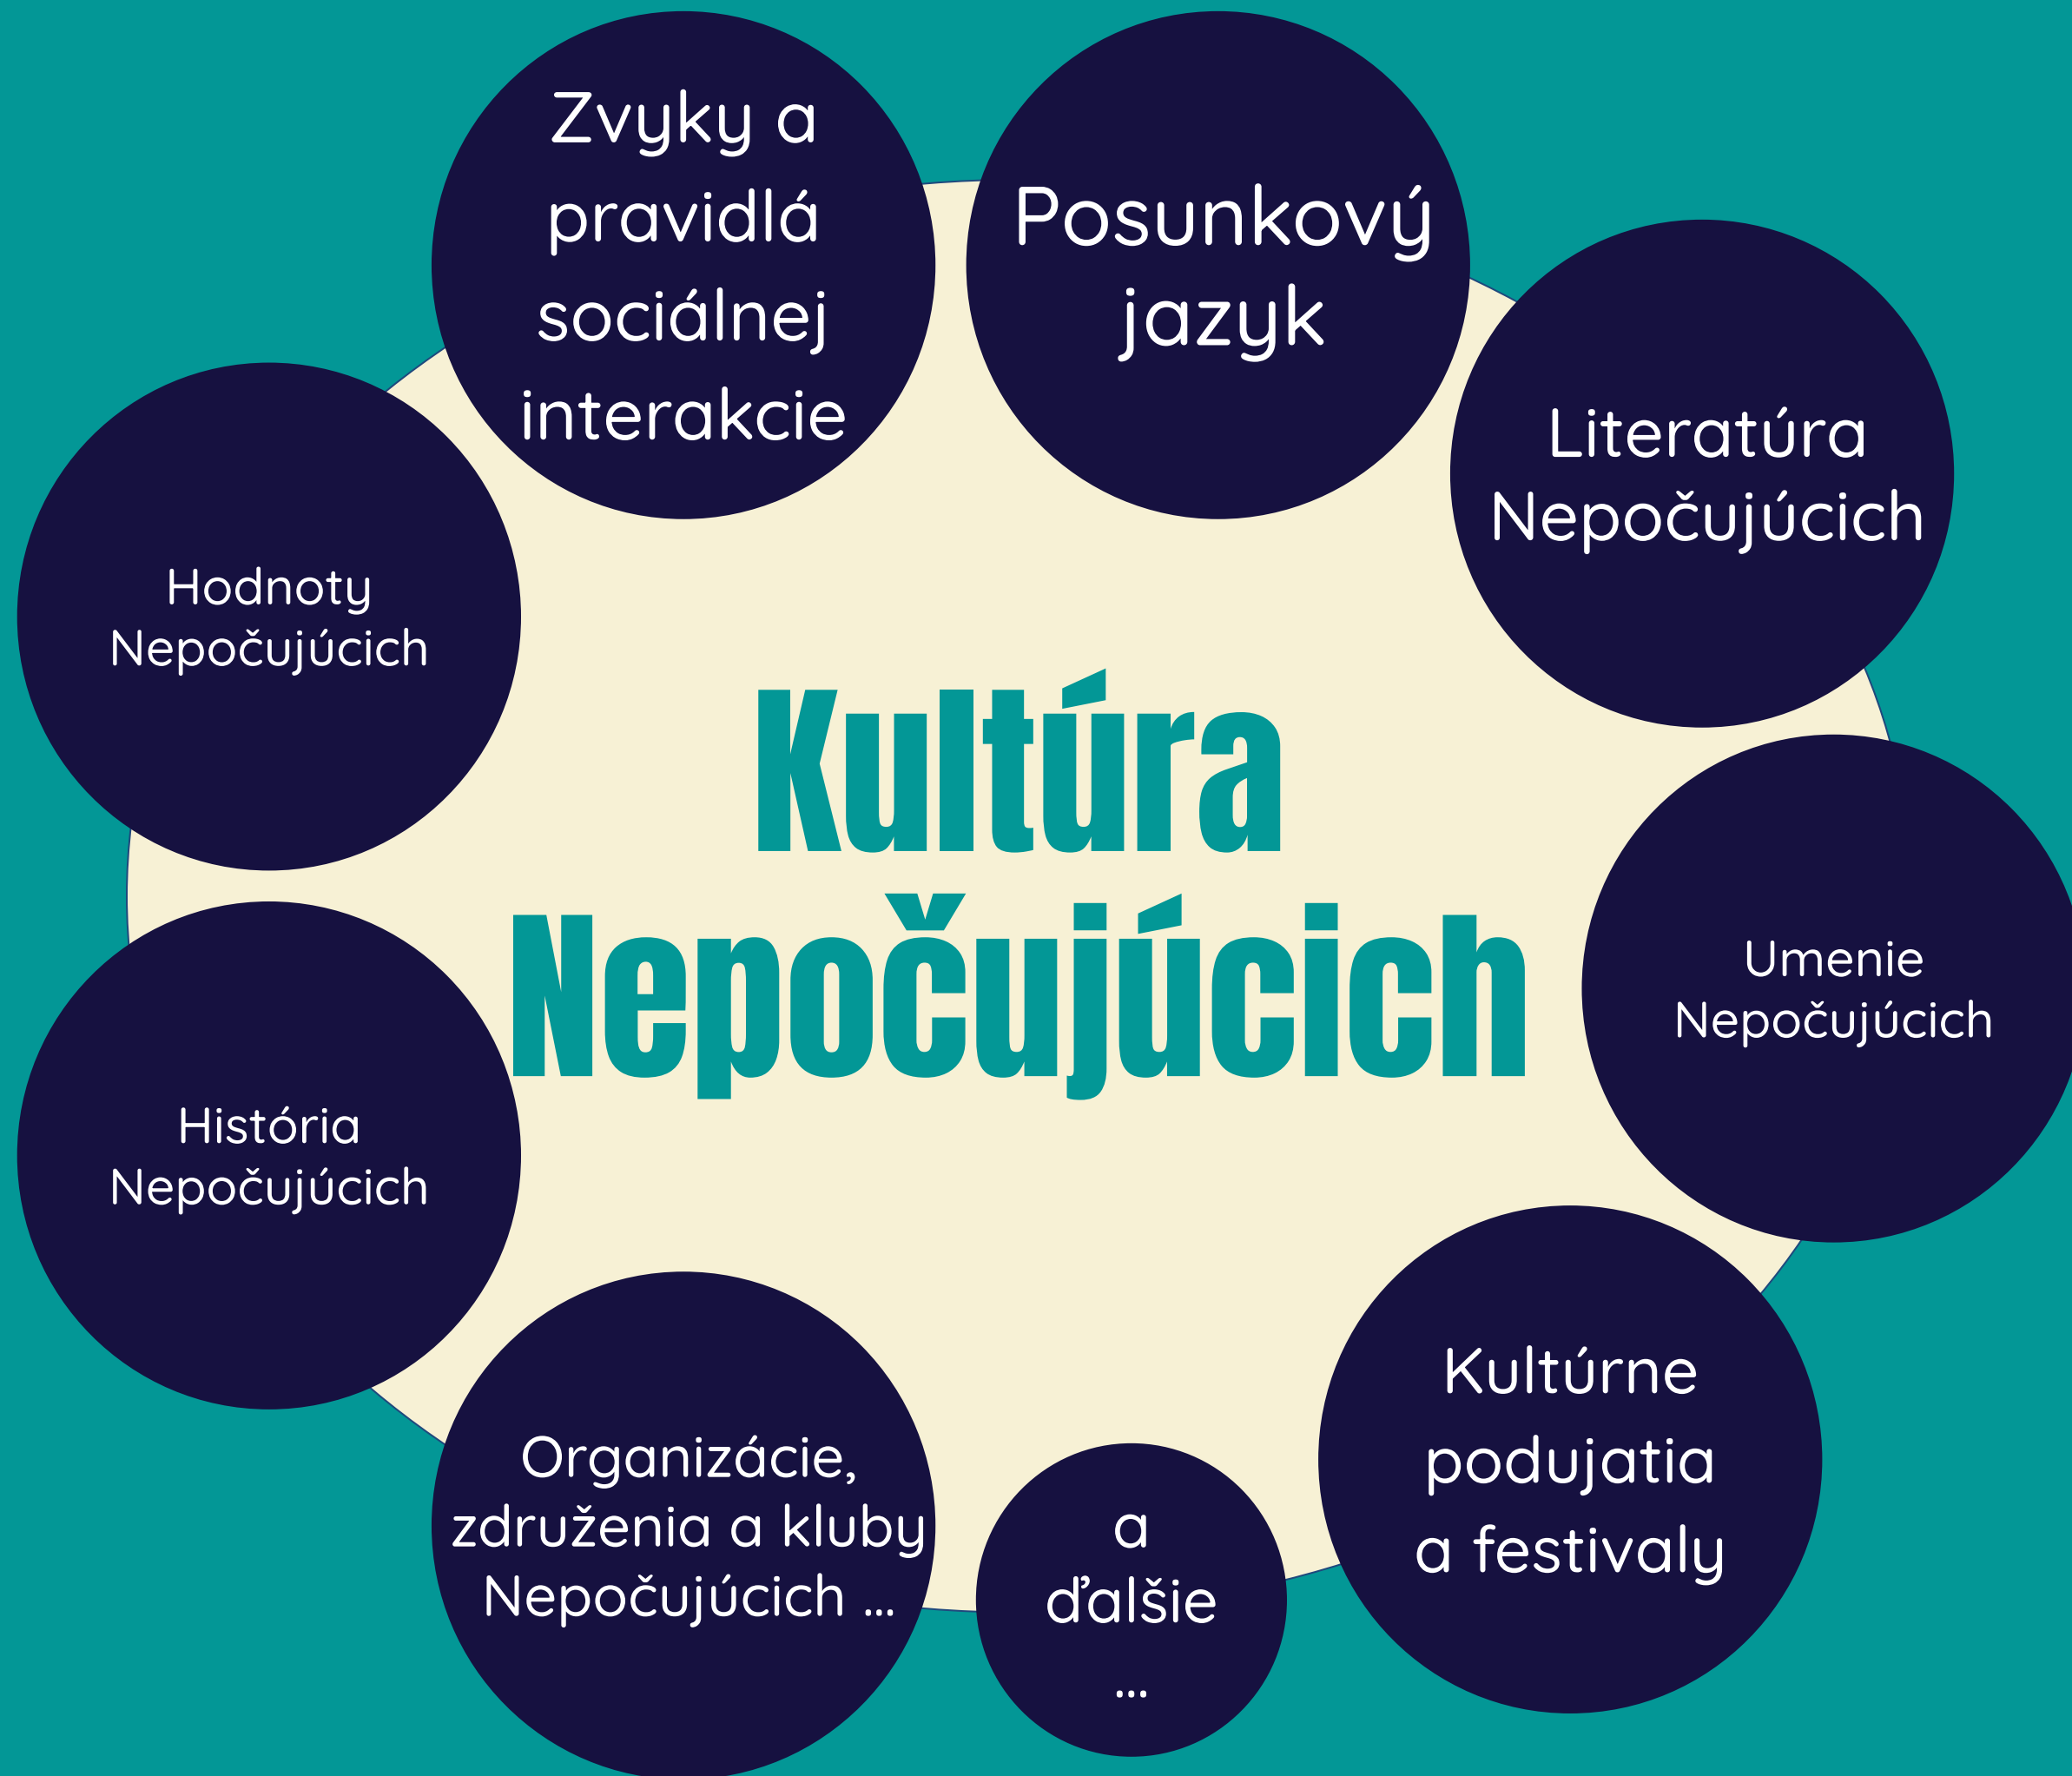 Zvyky a
pravidlá
sociálnej
interakcie
Posunkový
jazyk
Literatúra
Nepočujúcich
Hodnoty
Nepočujúcich
Kultúra
Nepočujúcich
Umenie
Nepočujúcich
História
Nepočujúcich
Kultúrne
podujatia
a festivaly
Organizácie,
združenia a kluby
Nepočujúcich ...
a
ďalšie
...